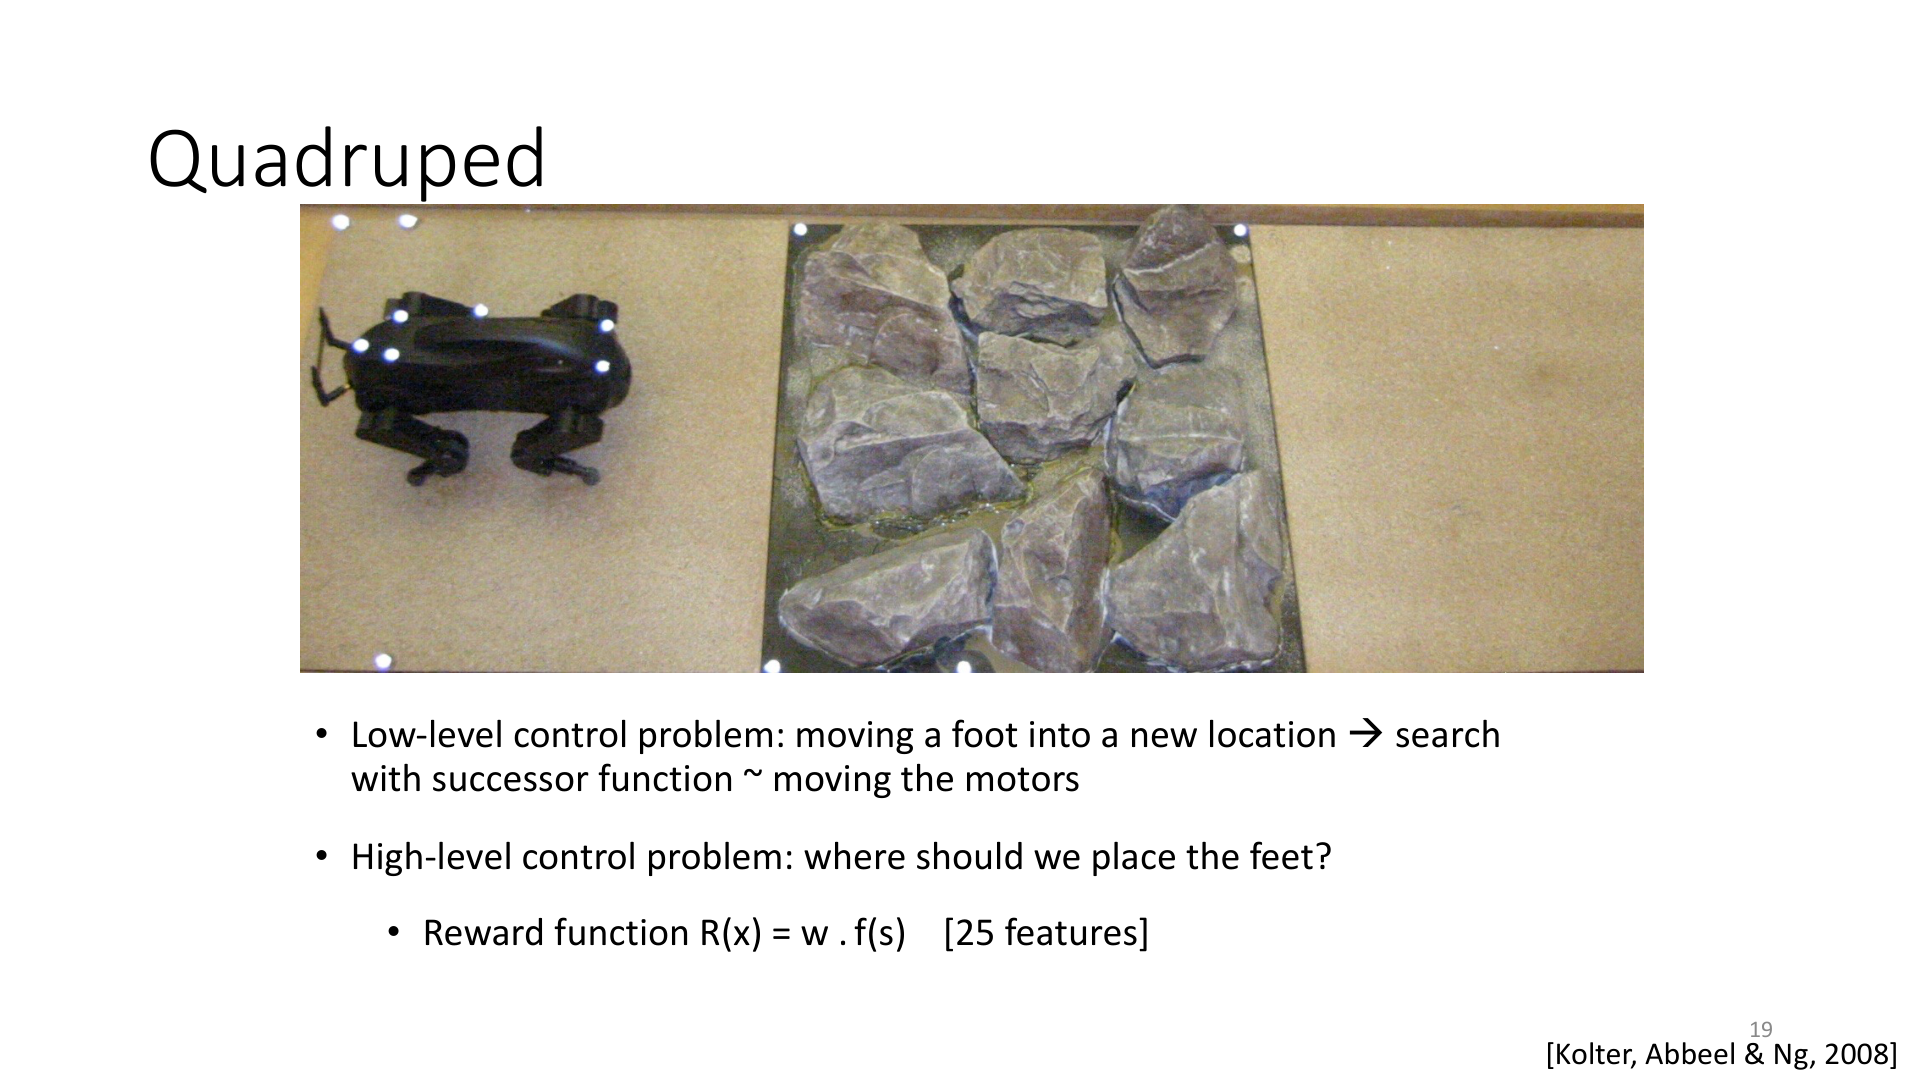 Quadruped
• Low-level control problem: moving a foot into a new location → search
with successor function ~ moving the motors
• High-level control problem: where should we place the feet?
• Reward function R(x) = w . f(s) [25 features]
19
[Kolter, Abbeel & Ng, 2008]